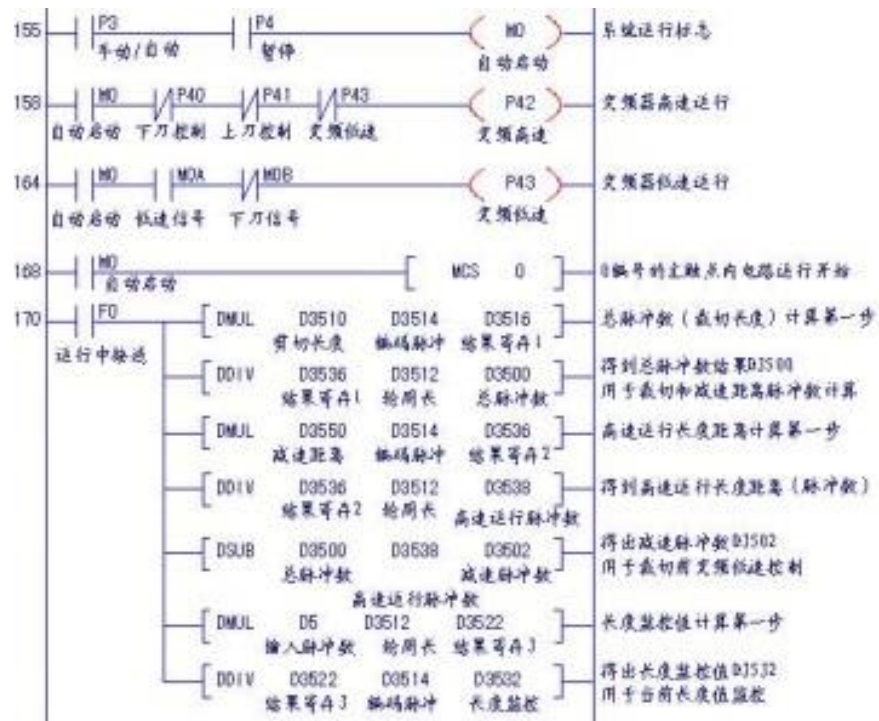 155 P3 P4 M0 系统运行标志
手动/自动 暂停 自动启动
158 M0 P40 P41 P43 P42 变频器高速运行
自动启动 下刀控制 上刀控制 变频低速 变频高速
164 M0 M0A M0B P43 变频器低速运行
自动启动 低速信号 下刀信号 变频低速
168 M0 MCS 0 0编号的主触点内电路运行开始
自动启动
170 F0 DMUL D3510 D3514 D3516 总脉冲数(裁切长度)计算第一步
运行中接通 剪切长度 编码脉冲 结果寄存1
DDIV D3536 D3512 D3500 得到总脉冲数结果D3500
结果寄存1 轮周长 总脉冲数 用于裁切和减速距离脉冲数计算
DMUL D3550 D3514 D3536 高速运行长度距离计算第一步
减速距离 编码脉冲 结果寄存2
DDIV D3536 D3512 D3538 得到高速运行长度距离(脉冲数)
结果寄存2 轮周长 高速运行脉冲数
DSUB D3500 D3538 D3502 得出减速脉冲数D3502
总脉冲数 减速脉冲数 用于裁切前变频低速控制
高速运行脉冲数
DMUL D5 D3512 D3522 长度监控值计算第一步
输入脉冲数 轮周长 结果寄存3
DDIV D3522 D3514 D3532 得出长度监控值D3532
结果寄存3 编码脉冲 长度监控 用于当前长度值监控